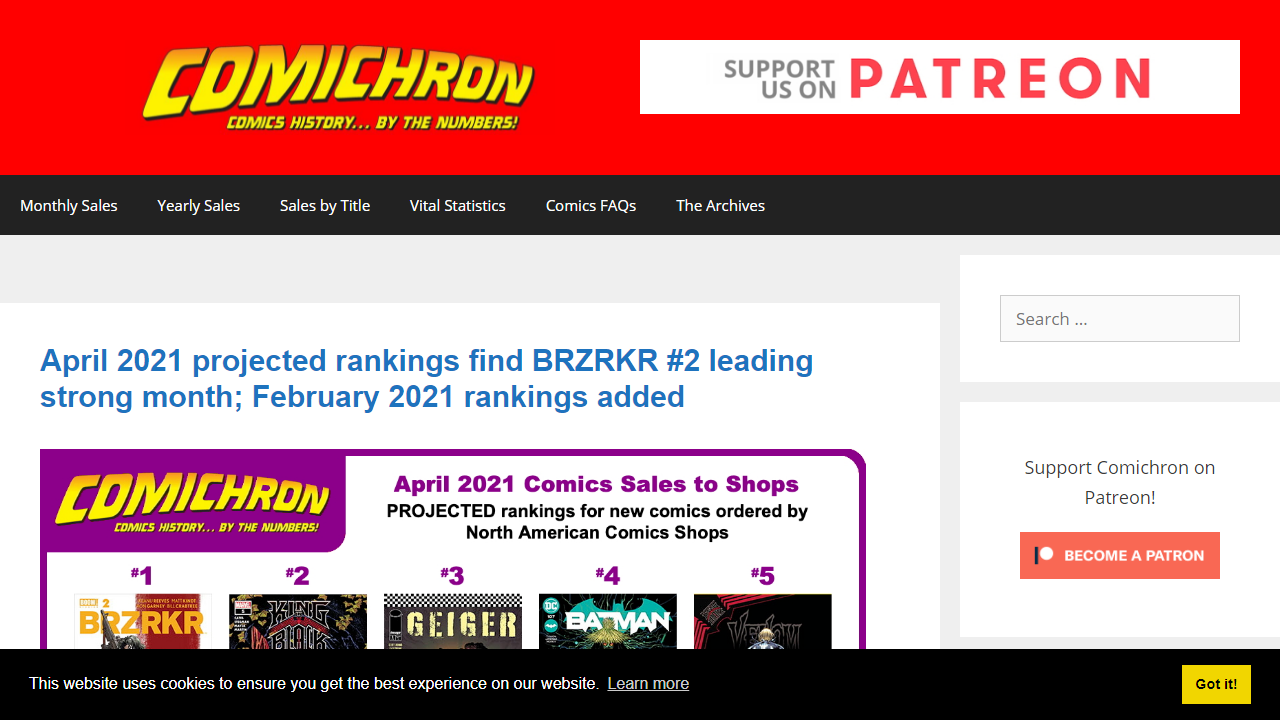 COMICHRON
COMICS HISTORY... BY THE NUMBERS!
SUPPORT US ON PATREON
Monthly Sales
Yearly Sales
Sales by Title
Vital Statistics
Comics FAQs
The Archives
Search …
April 2021 projected rankings find BRZRKR #2 leading
strong month; February 2021 rankings added
COMICHRON
COMICS HISTORY... BY THE NUMBERS!
April 2021 Comics Sales to Shops
PROJECTED rankings for new comics ordered by
North American Comics Shops
#1
#2
#3
#4
#5
BRZRKR
KING
BLACK
GEIGER
BATMAN
VENOM
Support Comichron on
Patreon!
BECOME A PATRON
This website uses cookies to ensure you get the best experience on our website. Learn more
Got it!